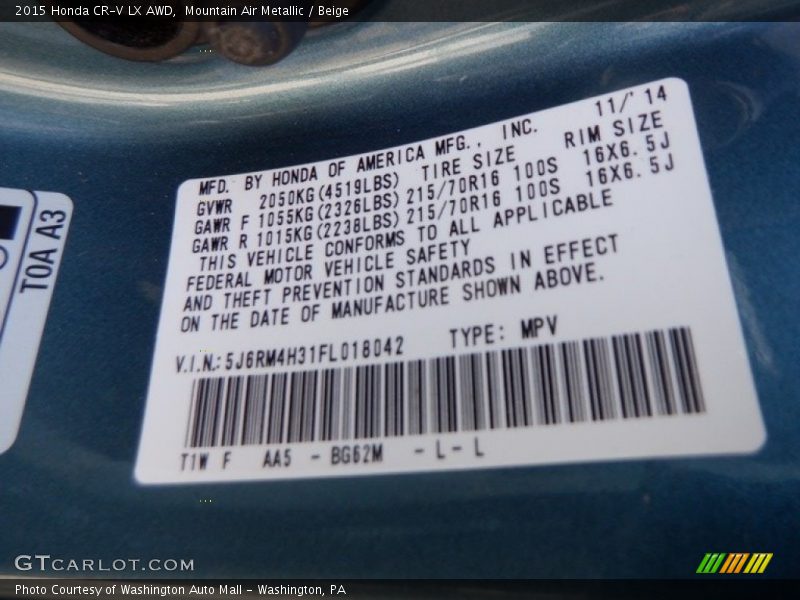 2015 Honda CR-V LX AWD, Mountain Air Metallic / Beige
MFD. BY HONDA OF AMERICA MFG., INC. 11/'14
GVWR 2050KG(4519LBS) TIRE SIZE RIM SIZE
GAWR F 1055KG(2326LBS) 215/70R16 100S 16X6.5J
GAWR R 1015KG(2238LBS) 215/70R16 100S 16X6.5J
THIS VEHICLE CONFORMS TO ALL APPLICABLE
FEDERAL MOTOR VEHICLE SAFETY
AND THEFT PREVENTION STANDARDS IN EFFECT
ON THE DATE OF MANUFACTURE SHOWN ABOVE.
V.I.N.: 5J6RM4H31FL018042 TYPE: MPV
T1W F AA5 - BG62M - L - L
TOA A3
GTCARLOT.COM
Photo Courtesy of Washington Auto Mall - Washington, PA